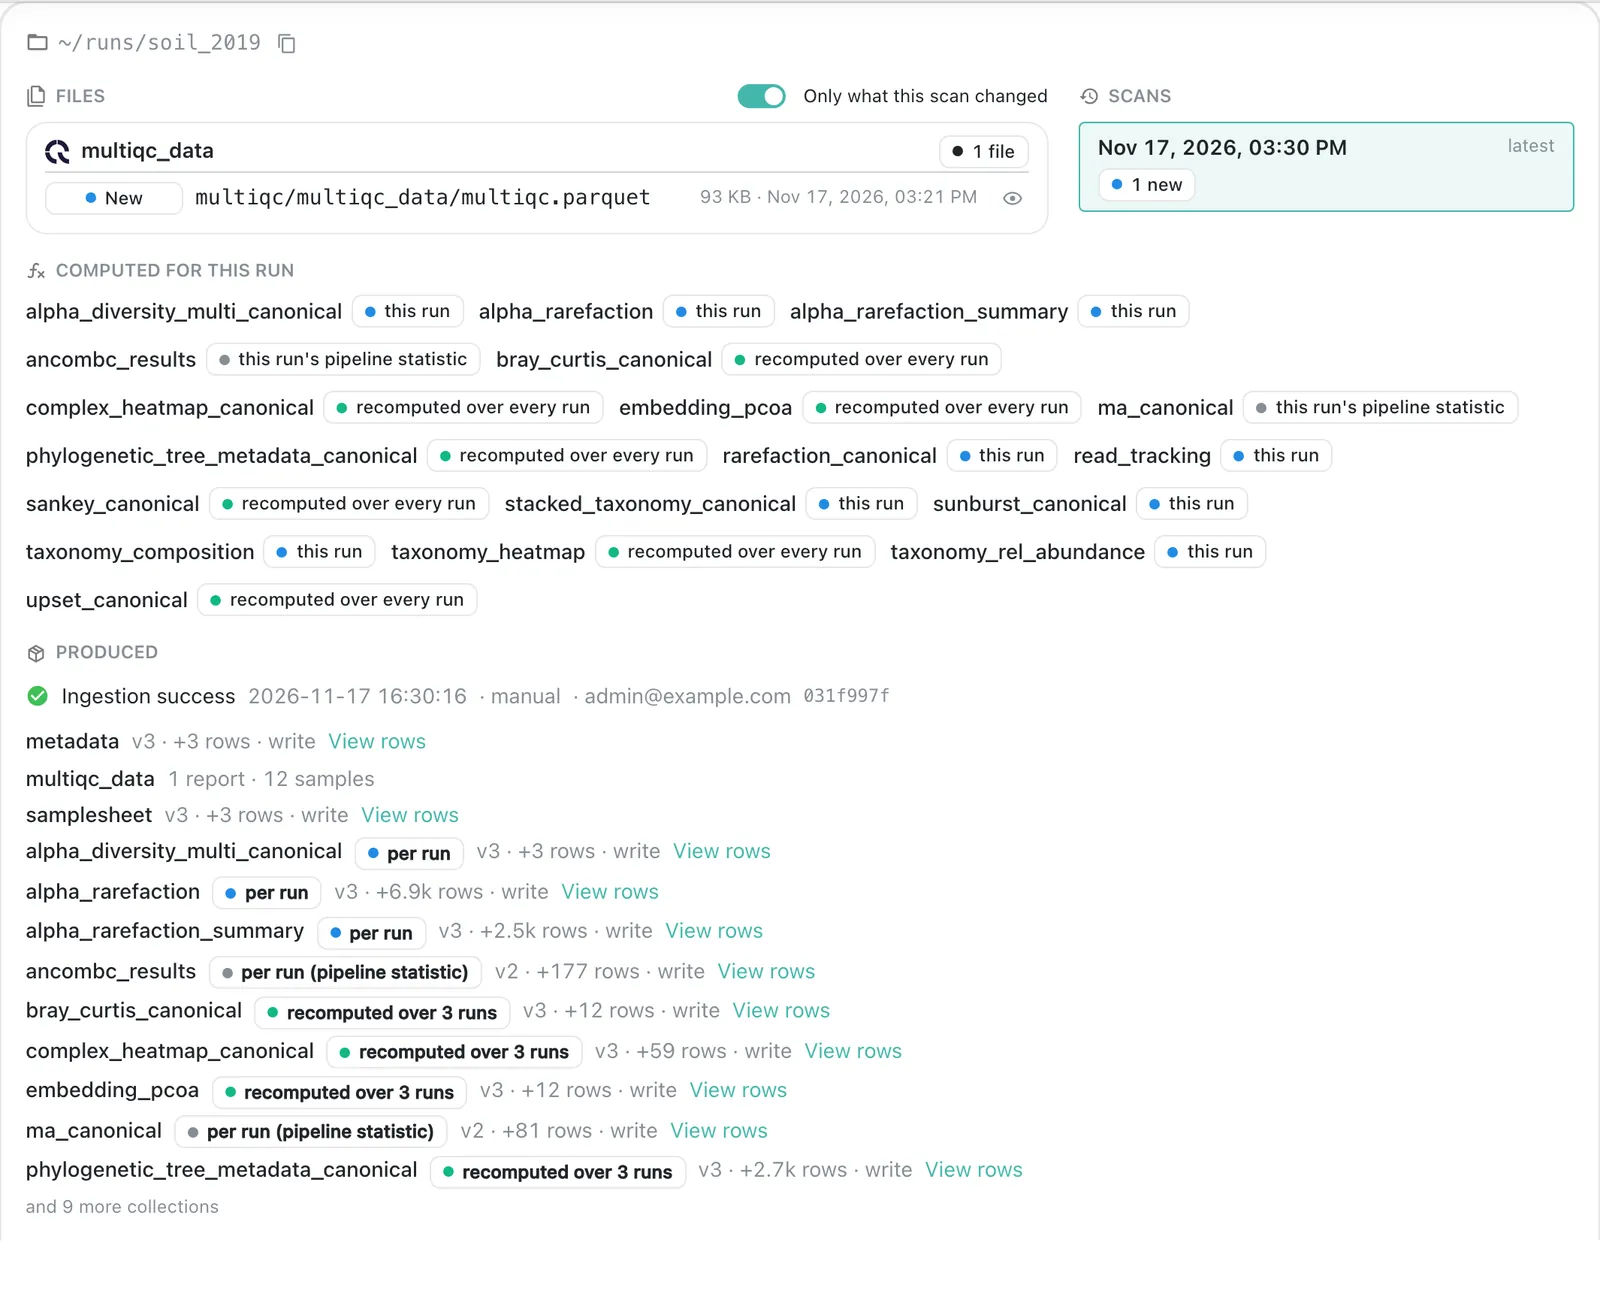 ~/runs/soil_2019
FILES
Only what this scan changed
SCANS
multiqc_data
1 file
New multiqc/multiqc_data/multiqc.parquet 93 KB · Nov 17, 2026, 03:21 PM
Nov 17, 2026, 03:30 PM latest
1 new
COMPUTED FOR THIS RUN
alpha_diversity_multi_canonical this run alpha_rarefaction this run alpha_rarefaction_summary this run
ancombc_results this run's pipeline statistic bray_curtis_canonical recomputed over every run
complex_heatmap_canonical recomputed over every run embedding_pcoa recomputed over every run ma_canonical this run's pipeline statistic
phylogenetic_tree_metadata_canonical recomputed over every run rarefaction_canonical this run read_tracking this run
sankey_canonical recomputed over every run stacked_taxonomy_canonical this run sunburst_canonical this run
taxonomy_composition this run taxonomy_heatmap recomputed over every run taxonomy_rel_abundance this run
upset_canonical recomputed over every run
PRODUCED
Ingestion success 2026-11-17 16:30:16 · manual · admin@example.com 031f997f
metadata v3 · +3 rows · write View rows
multiqc_data 1 report · 12 samples
samplesheet v3 · +3 rows · write View rows
alpha_diversity_multi_canonical per run v3 · +3 rows · write View rows
alpha_rarefaction per run v3 · +6.9k rows · write View rows
alpha_rarefaction_summary per run v3 · +2.5k rows · write View rows
ancombc_results per run (pipeline statistic) v2 · +177 rows · write View rows
bray_curtis_canonical recomputed over 3 runs v3 · +12 rows · write View rows
complex_heatmap_canonical recomputed over 3 runs v3 · +59 rows · write View rows
embedding_pcoa recomputed over 3 runs v3 · +12 rows · write View rows
ma_canonical per run (pipeline statistic) v2 · +81 rows · write View rows
phylogenetic_tree_metadata_canonical recomputed over 3 runs v3 · +2.7k rows · write View rows
and 9 more collections